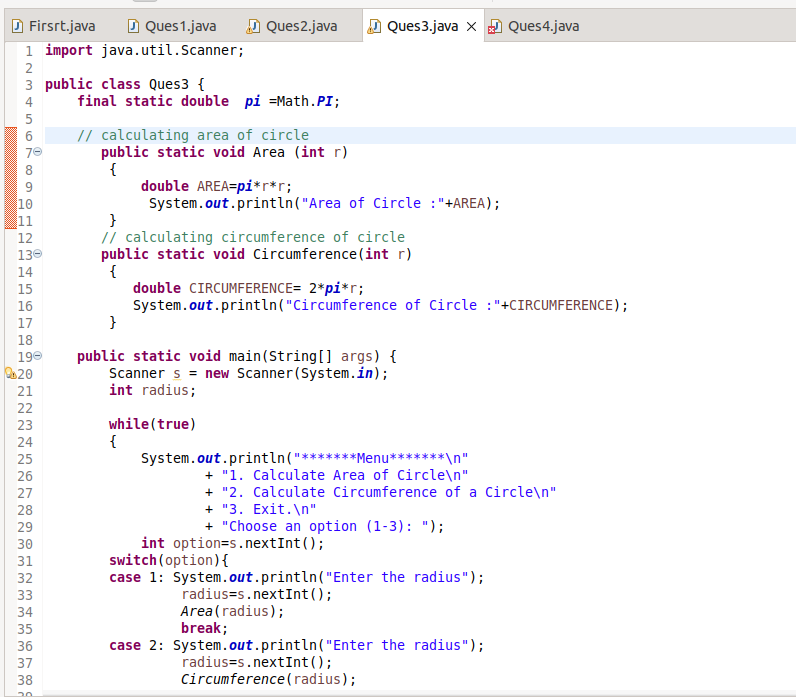 Firsrt.java Ques1.java Ques2.java Ques3.java Ques4.java
1 import java.util.Scanner;
2
3 public class Ques3 {
4 final static double  pi =Math.PI;
5
6 // calculating area of circle
7 public static void Area (int r)
8 {
9 double AREA=pi*r*r;
10 System.out.println("Area of Circle :"+AREA);
11 }
12 // calculating circumference of circle
13 public static void Circumference(int r)
14 {
15 double CIRCUMFERENCE= 2*pi*r;
16 System.out.println("Circumference of Circle :"+CIRCUMFERENCE);
17 }
18
19 public static void main(String[] args) {
20 Scanner s = new Scanner(System.in);
21 int radius;
22
23 while(true)
24 {
25 System.out.println("*******Menu*******\n"
26 + "1. Calculate Area of Circle\n"
27 + "2. Calculate Circumference of a Circle\n"
28 + "3. Exit.\n"
29 + "Choose an option (1-3): ");
30 int option=s.nextInt();
31 switch(option){
32 case 1: System.out.println("Enter the radius");
33 radius=s.nextInt();
34 Area(radius);
35 break;
36 case 2: System.out.println("Enter the radius");
37 radius=s.nextInt();
38 Circumference(radius);